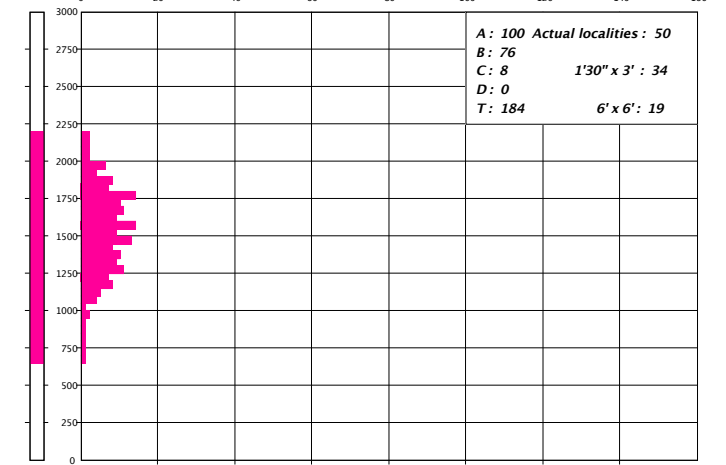 3000
A : 100 Actual localities : 50
2750
B : 76
2500
C : 8 1'30" x 3' : 34
D : 0
T : 184 6' x 6' : 19
2250
2000
1750
1500
1250
1000
750
500
250
0